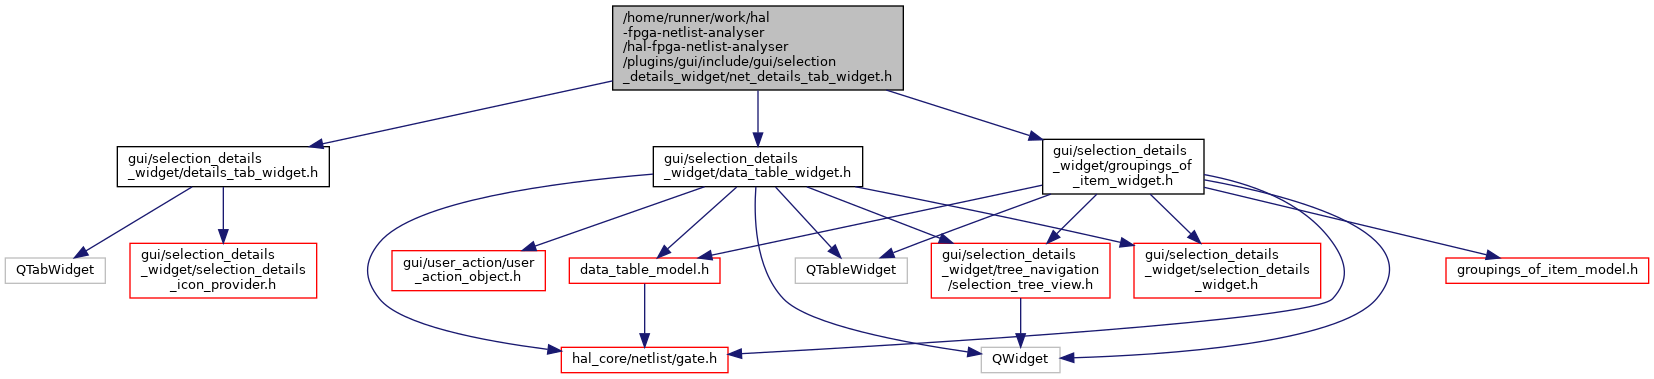 /home/runner/work/hal
-fpga-netlist-analyser
/hal-fpga-netlist-analyser
/plugins/gui/include/gui/selection
_details_widget/net_details_tab_widget.h
gui/selection_details
_widget/details_tab_widget.h
gui/selection_details
_widget/data_table_widget.h
gui/selection_details
_widget/groupings_of
_item_widget.h
QTabWidget
gui/selection_details
_widget/selection_details
_icon_provider.h
gui/user_action/user
_action_object.h
data_table_model.h
QTableWidget
gui/selection_details
_widget/tree_navigation
/selection_tree_view.h
gui/selection_details
_widget/selection_details
_widget.h
groupings_of_item_model.h
hal_core/netlist/gate.h
QWidget